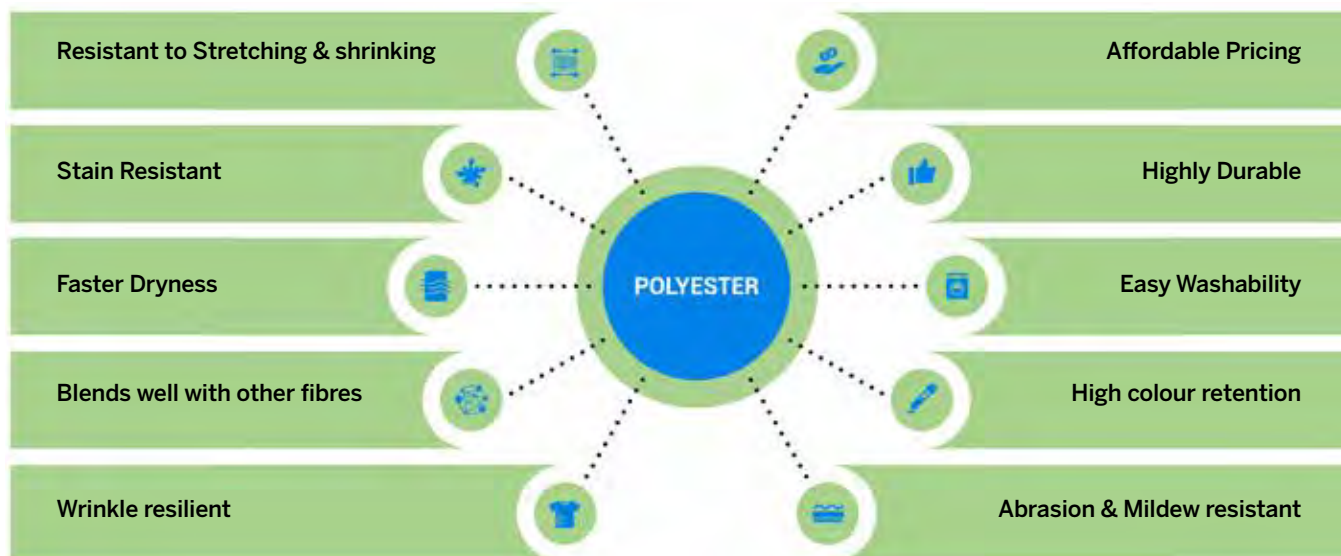 Resistant to Stretching & shrinking
Affordable Pricing
Stain Resistant
Highly Durable
Faster Dryness
POLYESTER
Easy Washability
Blends well with other fibres
High colour retention
Wrinkle resilient
Abrasion & Mildew resistant